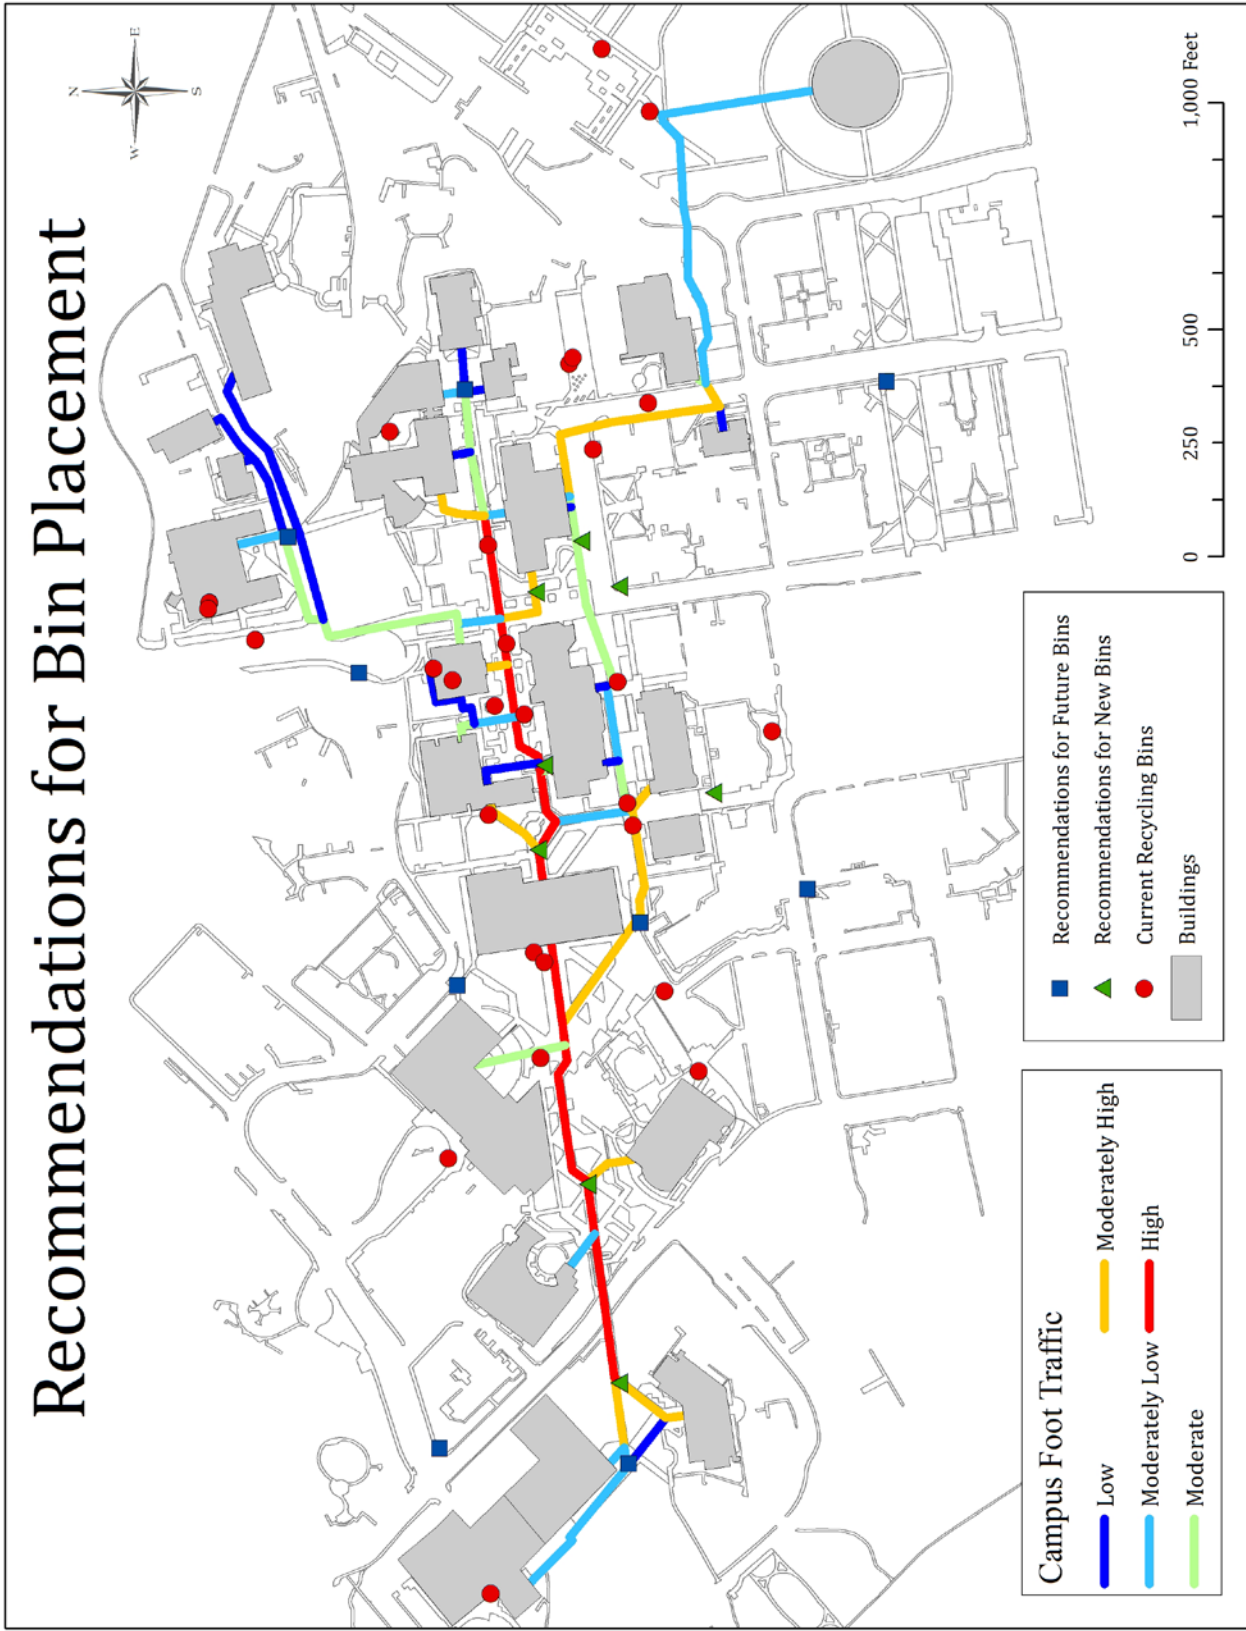 Recommendations for Bin Placement
N
W
E
S
Campus Foot Traffic
Low
Moderately Low
Moderate
Moderately High
High
Recommendations for Future Bins
Recommendations for New Bins
Current Recycling Bins
Buildings
0
250
500
1,000 Feet